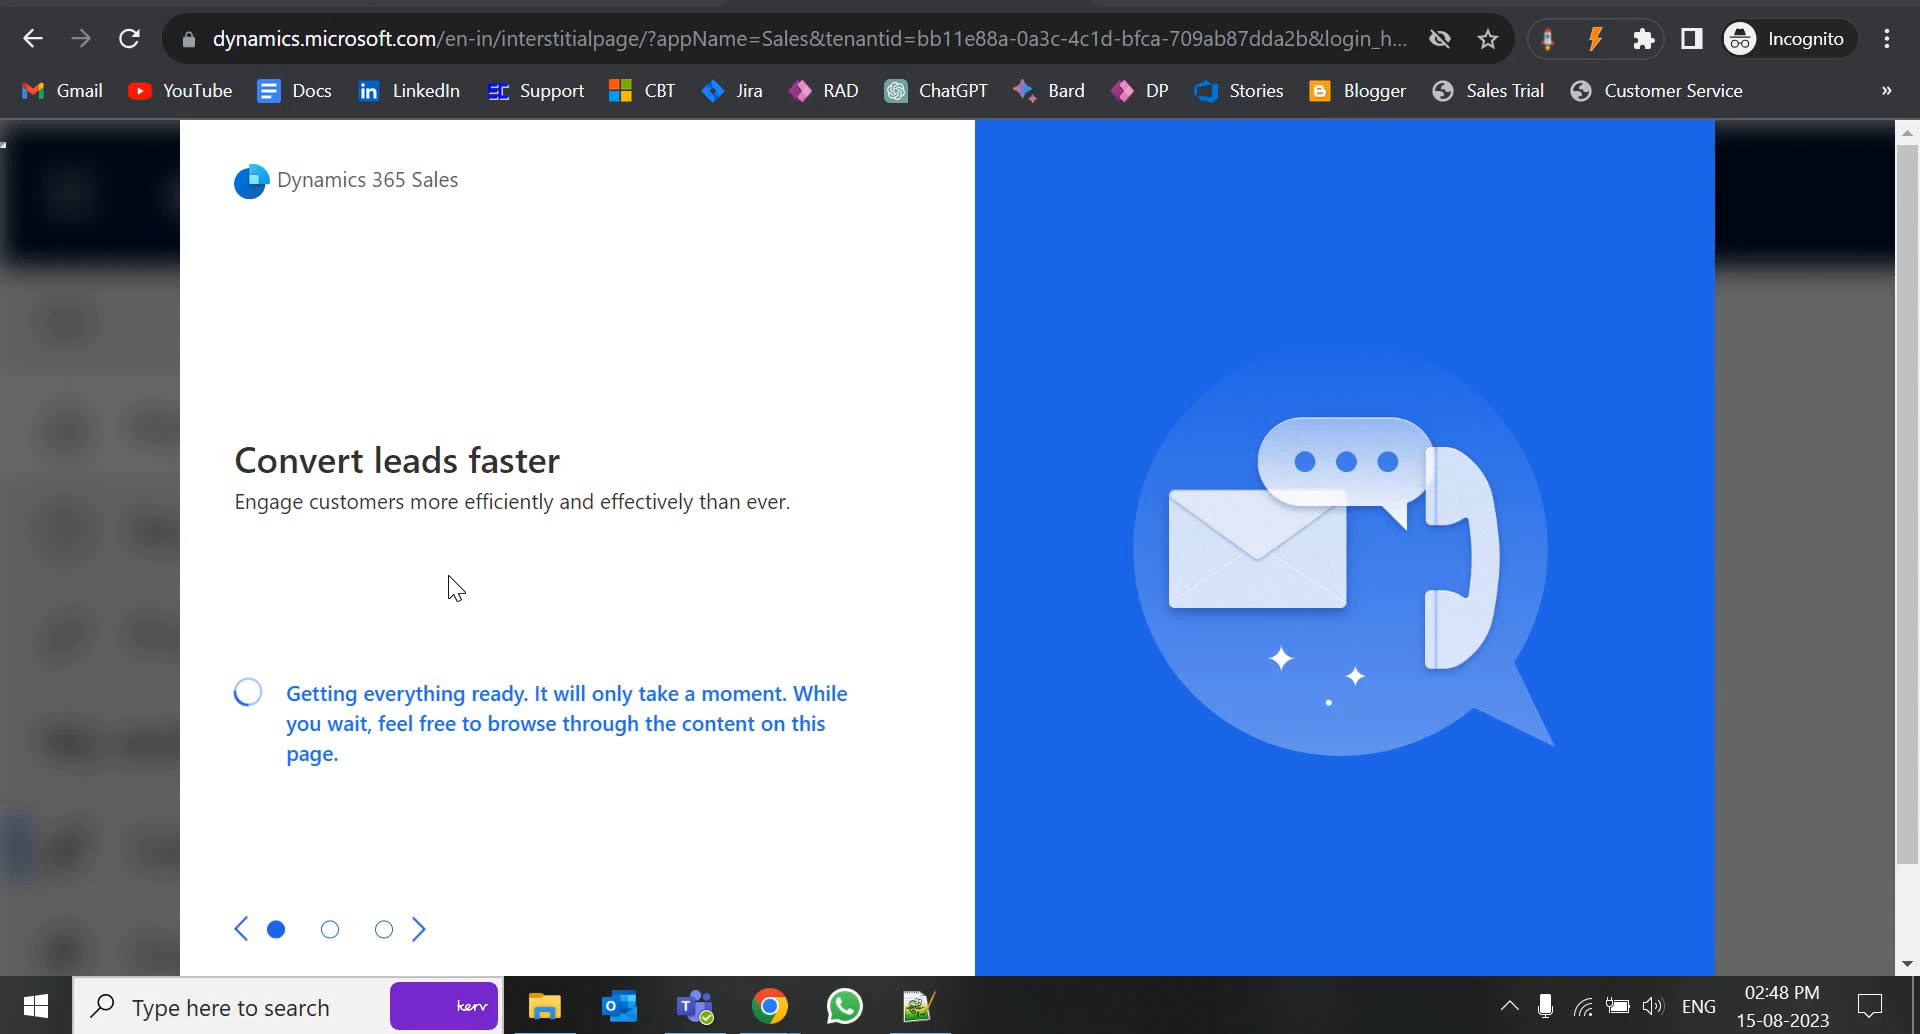 dynamics.microsoft.com/en-in/interstitialpage/?appName=Sales&tenantid=bb11e88a-0a3c-4c1d-bfca-709ab87dda2b&login_h...
Incognito
Gmail
YouTube
Docs
LinkedIn
Support
CBT
Jira
RAD
ChatGPT
Bard
DP
Stories
Blogger
Sales Trial
Customer Service
»
Dynamics 365 Sales
Convert leads faster
Engage customers more efficiently and effectively than ever.
Getting everything ready. It will only take a moment. While
you wait, feel free to browse through the content on this
page.
Type here to search
kerv
ENG
02:48 PM
15-08-2023